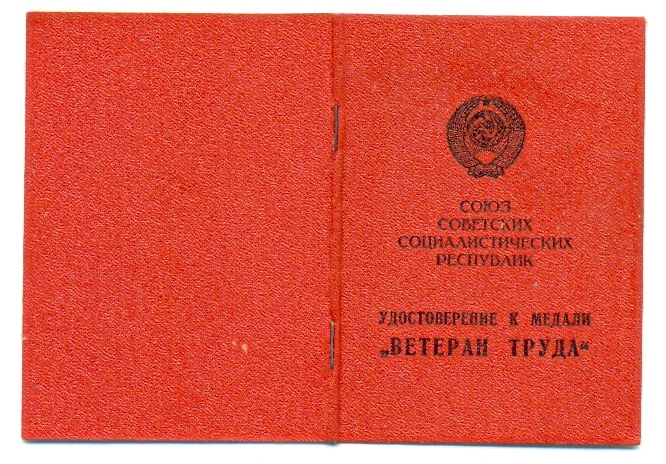 СОЮЗ
СОВЕТСКИХ
СОЦИАЛИСТИЧЕСКИХ
РЕСПУБЛИК
УДОСТОВЕРЕНИЕ К МЕДАЛИ
„ВЕТЕРАН ТРУДА“